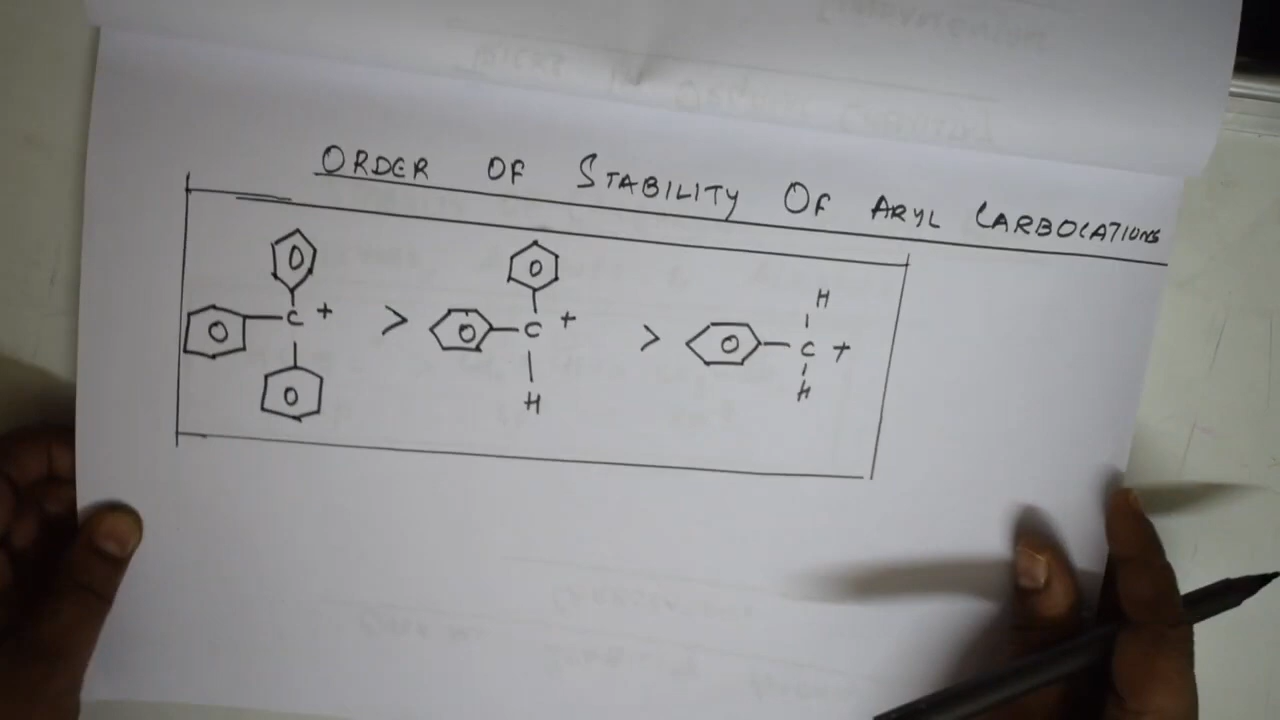 ORDER OF STABILITY OF ARYL CARBOCATIONS
C + > C + > C +
H
H
H